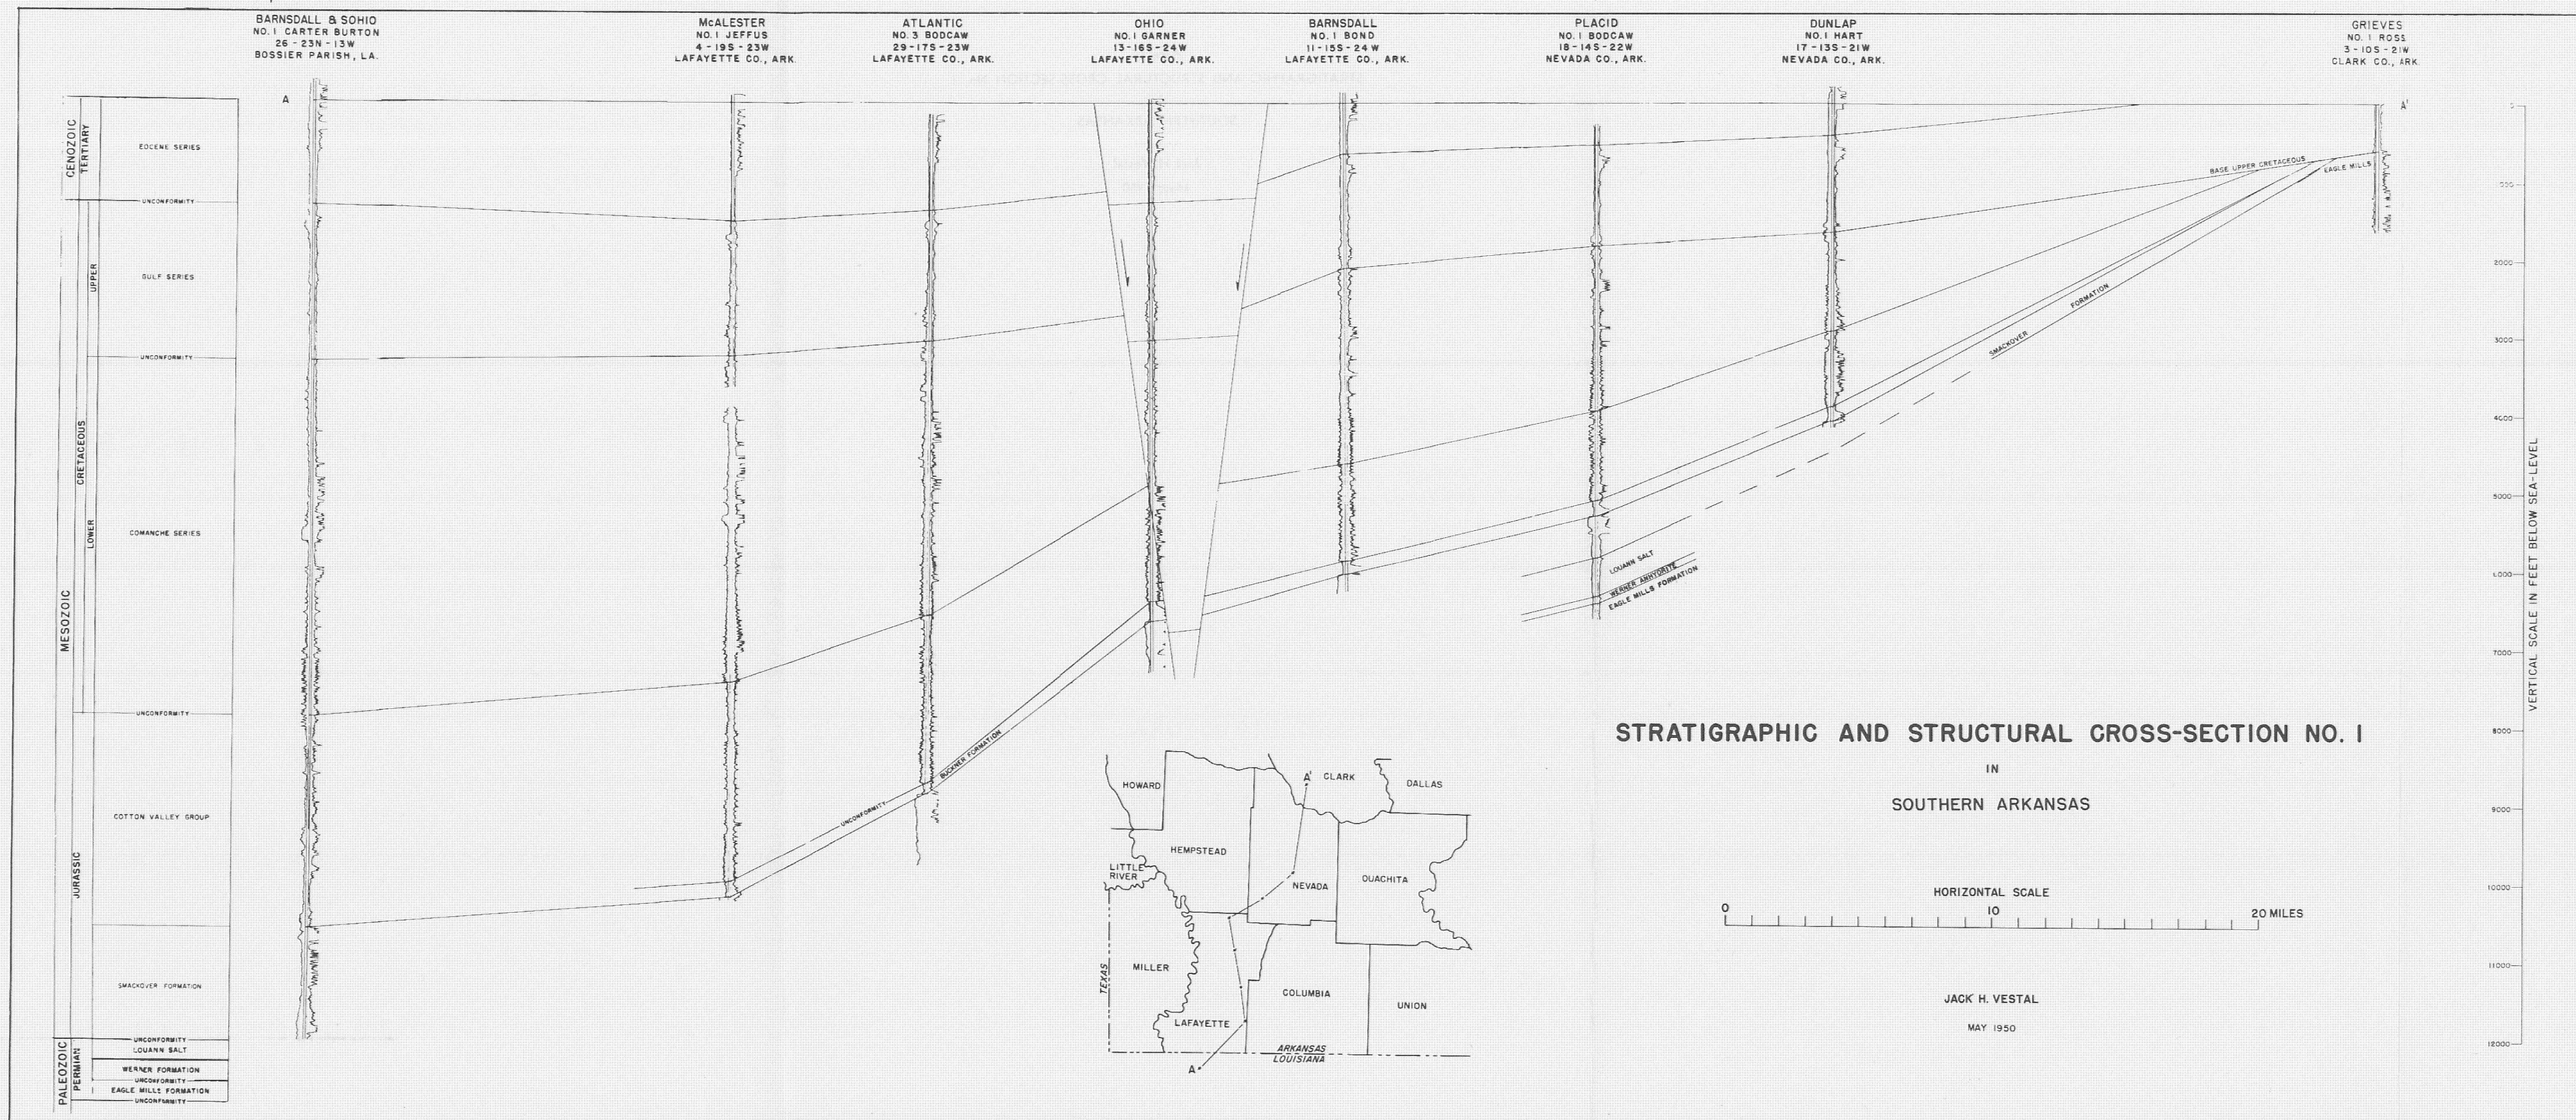 BARNSDALL & SOHIO
NO. 1 CARTER BURTON
26 - 23N - 13W
BOSSIER PARISH, LA.
McALESTER
NO. 1 JEFFUS
4 - 19S - 23W
LAFAYETTE CO., ARK.
ATLANTIC
NO. 3 BODCAW
29 - 17S - 23W
LAFAYETTE CO., ARK.
OHIO
NO. 1 GARNER
13 - 16S - 24W
LAFAYETTE CO., ARK.
BARNSDALL
NO. 1 BOND
11 - 15S - 24W
LAFAYETTE CO., ARK.
PLACID
NO. 1 BODCAW
18 - 14S - 22W
NEVADA CO., ARK.
DUNLAP
NO. 1 HART
17 - 13S - 21W
NEVADA CO., ARK.
GRIEVES
NO. 1 ROSS
3 - 10S - 21W
CLARK CO., ARK.
A
A'
CENOZOIC
TERTIARY
EOCENE SERIES
UNCONFORMITY
MESOZOIC
CRETACEOUS
UPPER
GULF SERIES
UNCONFORMITY
LOWER
COMANCHE SERIES
UNCONFORMITY
JURASSIC
COTTON VALLEY GROUP
SMACKOVER FORMATION
PALEOZOIC
PERMIAN
UNCONFORMITY
LOUANN SALT
WERNER FORMATION
UNCONFORMITY
EAGLE MILLS FORMATION
UNCONFORMITY
BASE UPPER CRETACEOUS
EAGLE MILLS
SMACKOVER FORMATION
LOUANN SALT
WERNER ANHYDRITE
EAGLE MILLS FORMATION
UNCONFORMITY
BUCKNER FORMATION
2000
3000
4000
5000
6000
7000
8000
9000
10000
11000
12000
VERTICAL SCALE IN FEET BELOW SEA-LEVEL
HOWARD
A'
CLARK
DALLAS
HEMPSTEAD
LITTLE
RIVER
NEVADA
OUACHITA
TEXAS
MILLER
LAFAYETTE
COLUMBIA
UNION
ARKANSAS
LOUISIANA
A
STRATIGRAPHIC AND STRUCTURAL CROSS-SECTION NO. 1
IN
SOUTHERN ARKANSAS
HORIZONTAL SCALE
0 10 20 MILES
JACK H. VESTAL
MAY 1950